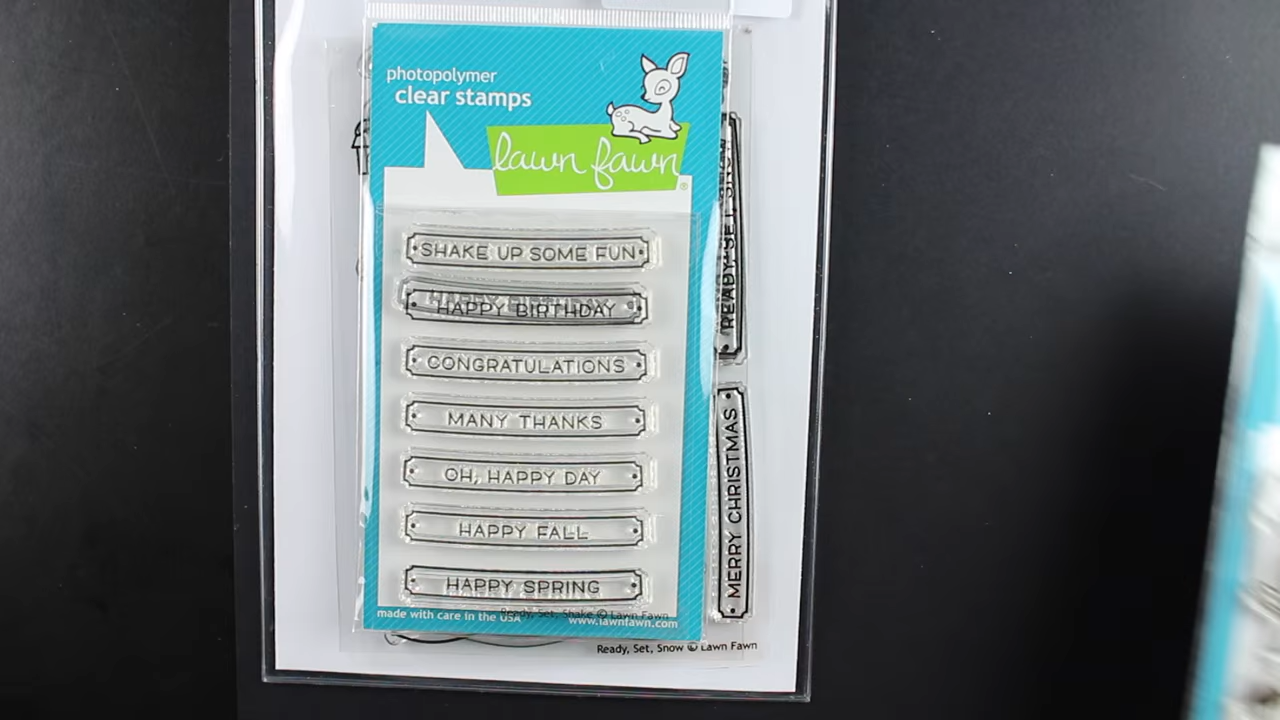 photopolymer
clear stamps
lawn fawn
SHAKE UP SOME FUN
HAPPY BIRTHDAY
CONGRATULATIONS
MANY THANKS
OH, HAPPY DAY
HAPPY FALL
HAPPY SPRING
Ready, Set, Shake © Lawn Fawn
made with care in the USA
www.lawnfawn.com
READY, SET, SNOW
MERRY CHRISTMAS
Ready, Set, Snow © Lawn Fawn